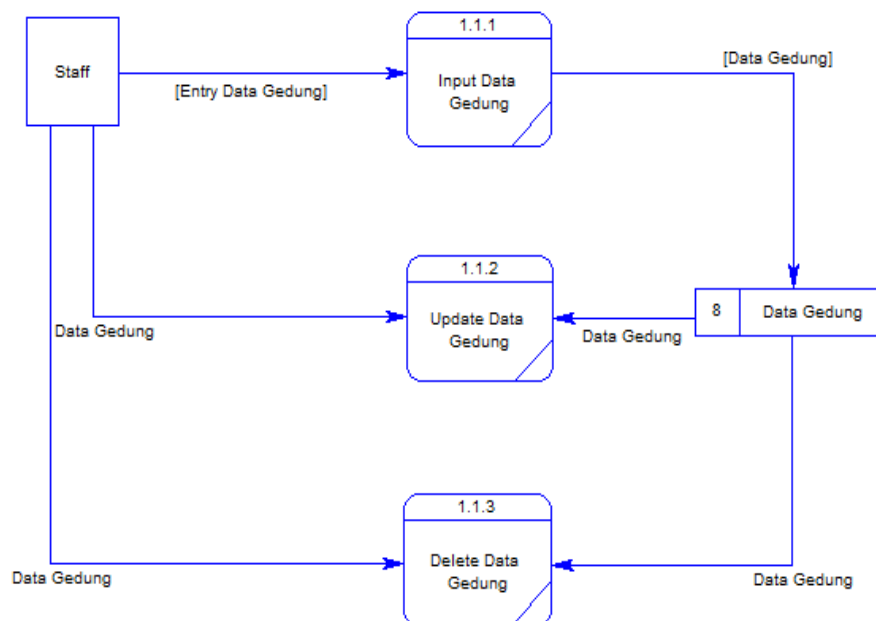 1.1.1
Staff
Input Data
Gedung
[Entry Data Gedung]
[Data Gedung]
1.1.2
Update Data
Gedung
8
Data Gedung
Data Gedung
Data Gedung
1.1.3
Delete Data
Gedung
Data Gedung
Data Gedung